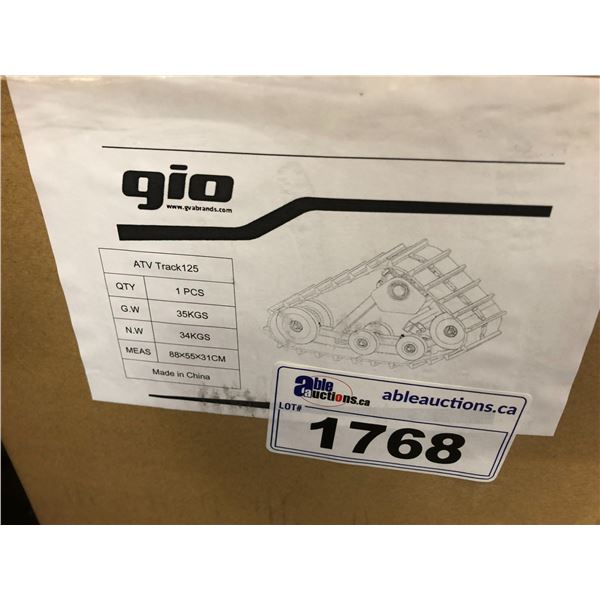 gio
www.gvabrands.com
ATV Track125
QTY 1 PCS
G.W 35KGS
N.W 34KGS
MEAS 88×55×31CM
Made in China
able auctions.ca
ableauctions.ca
LOT#
1768